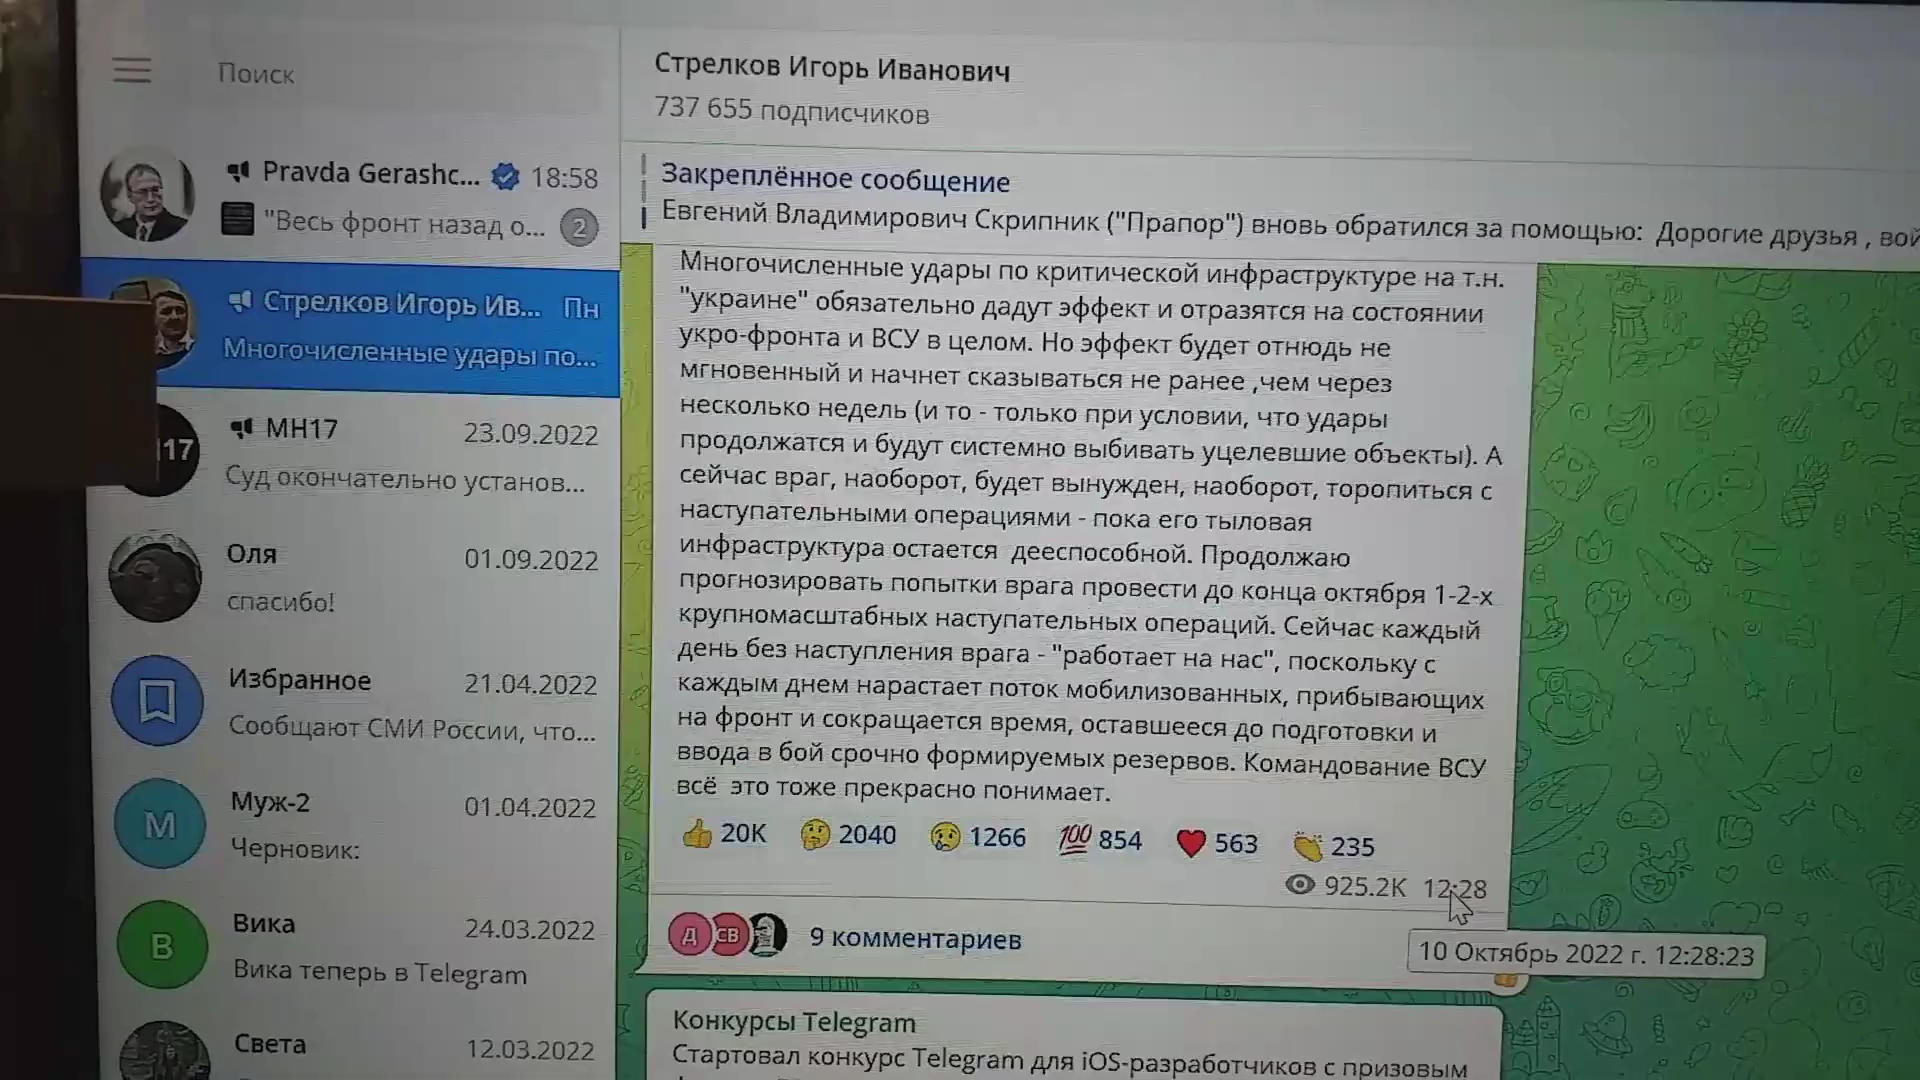 Поиск
Pravda Gerashc... 18:58
"Весь фронт назад о... 2
Стрелков Игорь Ив... Пн
Многочисленные удары по...
17
MH17 23.09.2022
Суд окончательно установ...
Оля 01.09.2022
спасибо!
Избранное 21.04.2022
Сообщают СМИ России, что...
М
Муж-2 01.04.2022
Черновик:
В
Вика 24.03.2022
Вика теперь в Telegram
Света 12.03.2022
Стрелков Игорь Иванович
737 655 подписчиков
Закреплённое сообщение
Евгений Владимирович Скрипник ("Прапор") вновь обратился за помощью: Дорогие друзья , вой
Многочисленные удары по критической инфраструктуре на т.н.
"украине" обязательно дадут эффект и отразятся на состоянии
укро-фронта и ВСУ в целом. Но эффект будет отнюдь не
мгновенный и начнет сказываться не ранее ,чем через
несколько недель (и то - только при условии, что удары
продолжатся и будут системно выбивать уцелевшие объекты). А
сейчас враг, наоборот, будет вынужден, наоборот, торопиться с
наступательными операциями - пока его тыловая
инфраструктура остается дееспособной. Продолжаю
прогнозировать попытки врага провести до конца октября 1-2-х
крупномасштабных наступательных операций. Сейчас каждый
день без наступления врага - "работает на нас", поскольку с
каждым днем нарастает поток мобилизованных, прибывающих
на фронт и сокращается время, оставшееся до подготовки и
ввода в бой срочно формируемых резервов. Командование ВСУ
всё это тоже прекрасно понимает.
20K 2040 1266 100 854 563 235
925.2K 12:28
Д СВ 9 комментариев
10 Октябрь 2022 г. 12:28:23
Конкурсы Telegram
Стартовал конкурс Telegram для iOS-разработчиков с призовым